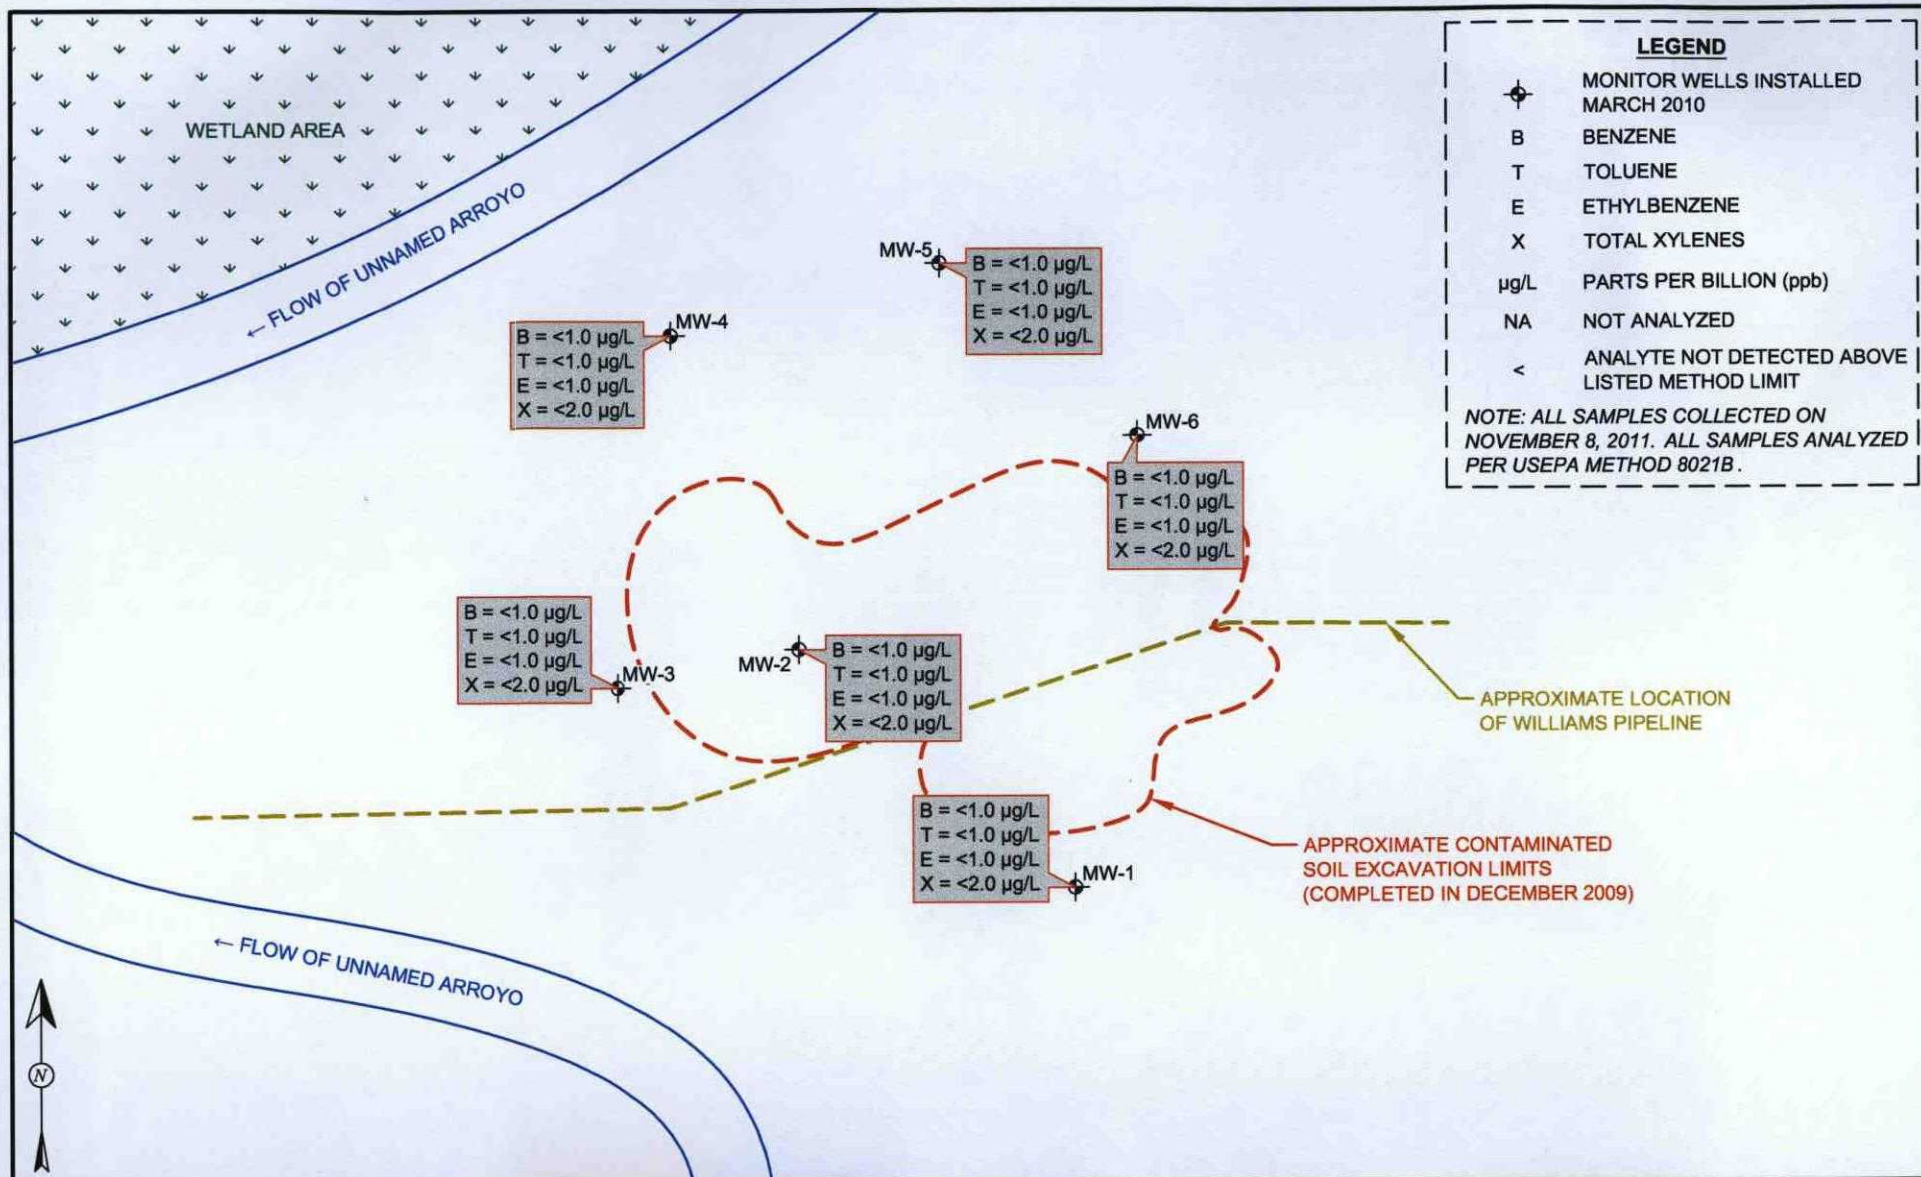 LEGEND
MONITOR WELLS INSTALLED
MARCH 2010
B BENZENE
T TOLUENE
E ETHYLBENZENE
X TOTAL XYLENES
µg/L PARTS PER BILLION (ppb)
NA NOT ANALYZED
< ANALYTE NOT DETECTED ABOVE
LISTED METHOD LIMIT
NOTE: ALL SAMPLES COLLECTED ON
NOVEMBER 8, 2011. ALL SAMPLES ANALYZED
PER USEPA METHOD 8021B.
WETLAND AREA
← FLOW OF UNNAMED ARROYO
MW-5
B = <1.0 µg/L
T = <1.0 µg/L
E = <1.0 µg/L
X = <2.0 µg/L
MW-4
B = <1.0 µg/L
T = <1.0 µg/L
E = <1.0 µg/L
X = <2.0 µg/L
MW-6
B = <1.0 µg/L
T = <1.0 µg/L
E = <1.0 µg/L
X = <2.0 µg/L
MW-3
B = <1.0 µg/L
T = <1.0 µg/L
E = <1.0 µg/L
X = <2.0 µg/L
MW-2
B = <1.0 µg/L
T = <1.0 µg/L
E = <1.0 µg/L
X = <2.0 µg/L
APPROXIMATE LOCATION
OF WILLIAMS PIPELINE
MW-1
B = <1.0 µg/L
T = <1.0 µg/L
E = <1.0 µg/L
X = <2.0 µg/L
APPROXIMATE CONTAMINATED
SOIL EXCAVATION LIMITS
(COMPLETED IN DECEMBER 2009)
← FLOW OF UNNAMED ARROYO
N